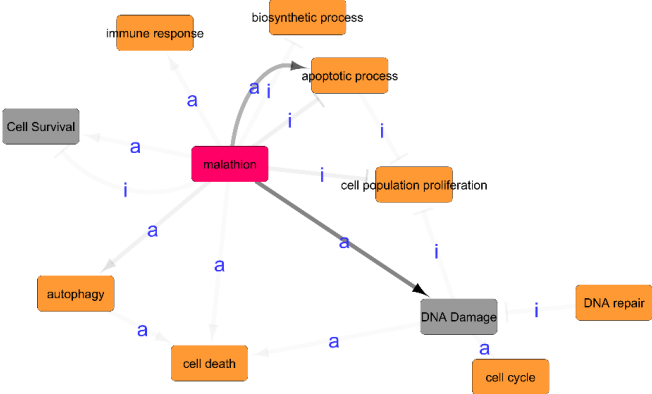 biosynthetic process
immune response
apoptotic process
a i
a
i
Cell Survival
i
a
malathion
i
cell population proliferation
i
a
a
i
a
autophagy
DNA repair
i
DNA Damage
a
a
a
cell death
cell cycle